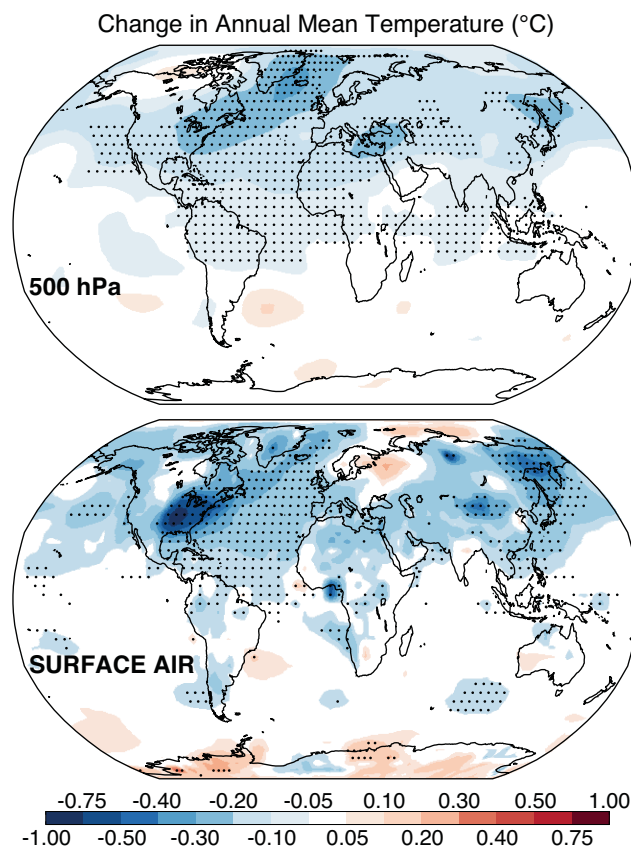 Change in Annual Mean Temperature (°C)
500 hPa
SURFACE AIR
-0.75 -0.40 -0.20 -0.05 0.10 0.30 0.50 1.00
-1.00 -0.50 -0.30 -0.10 0.05 0.20 0.40 0.75